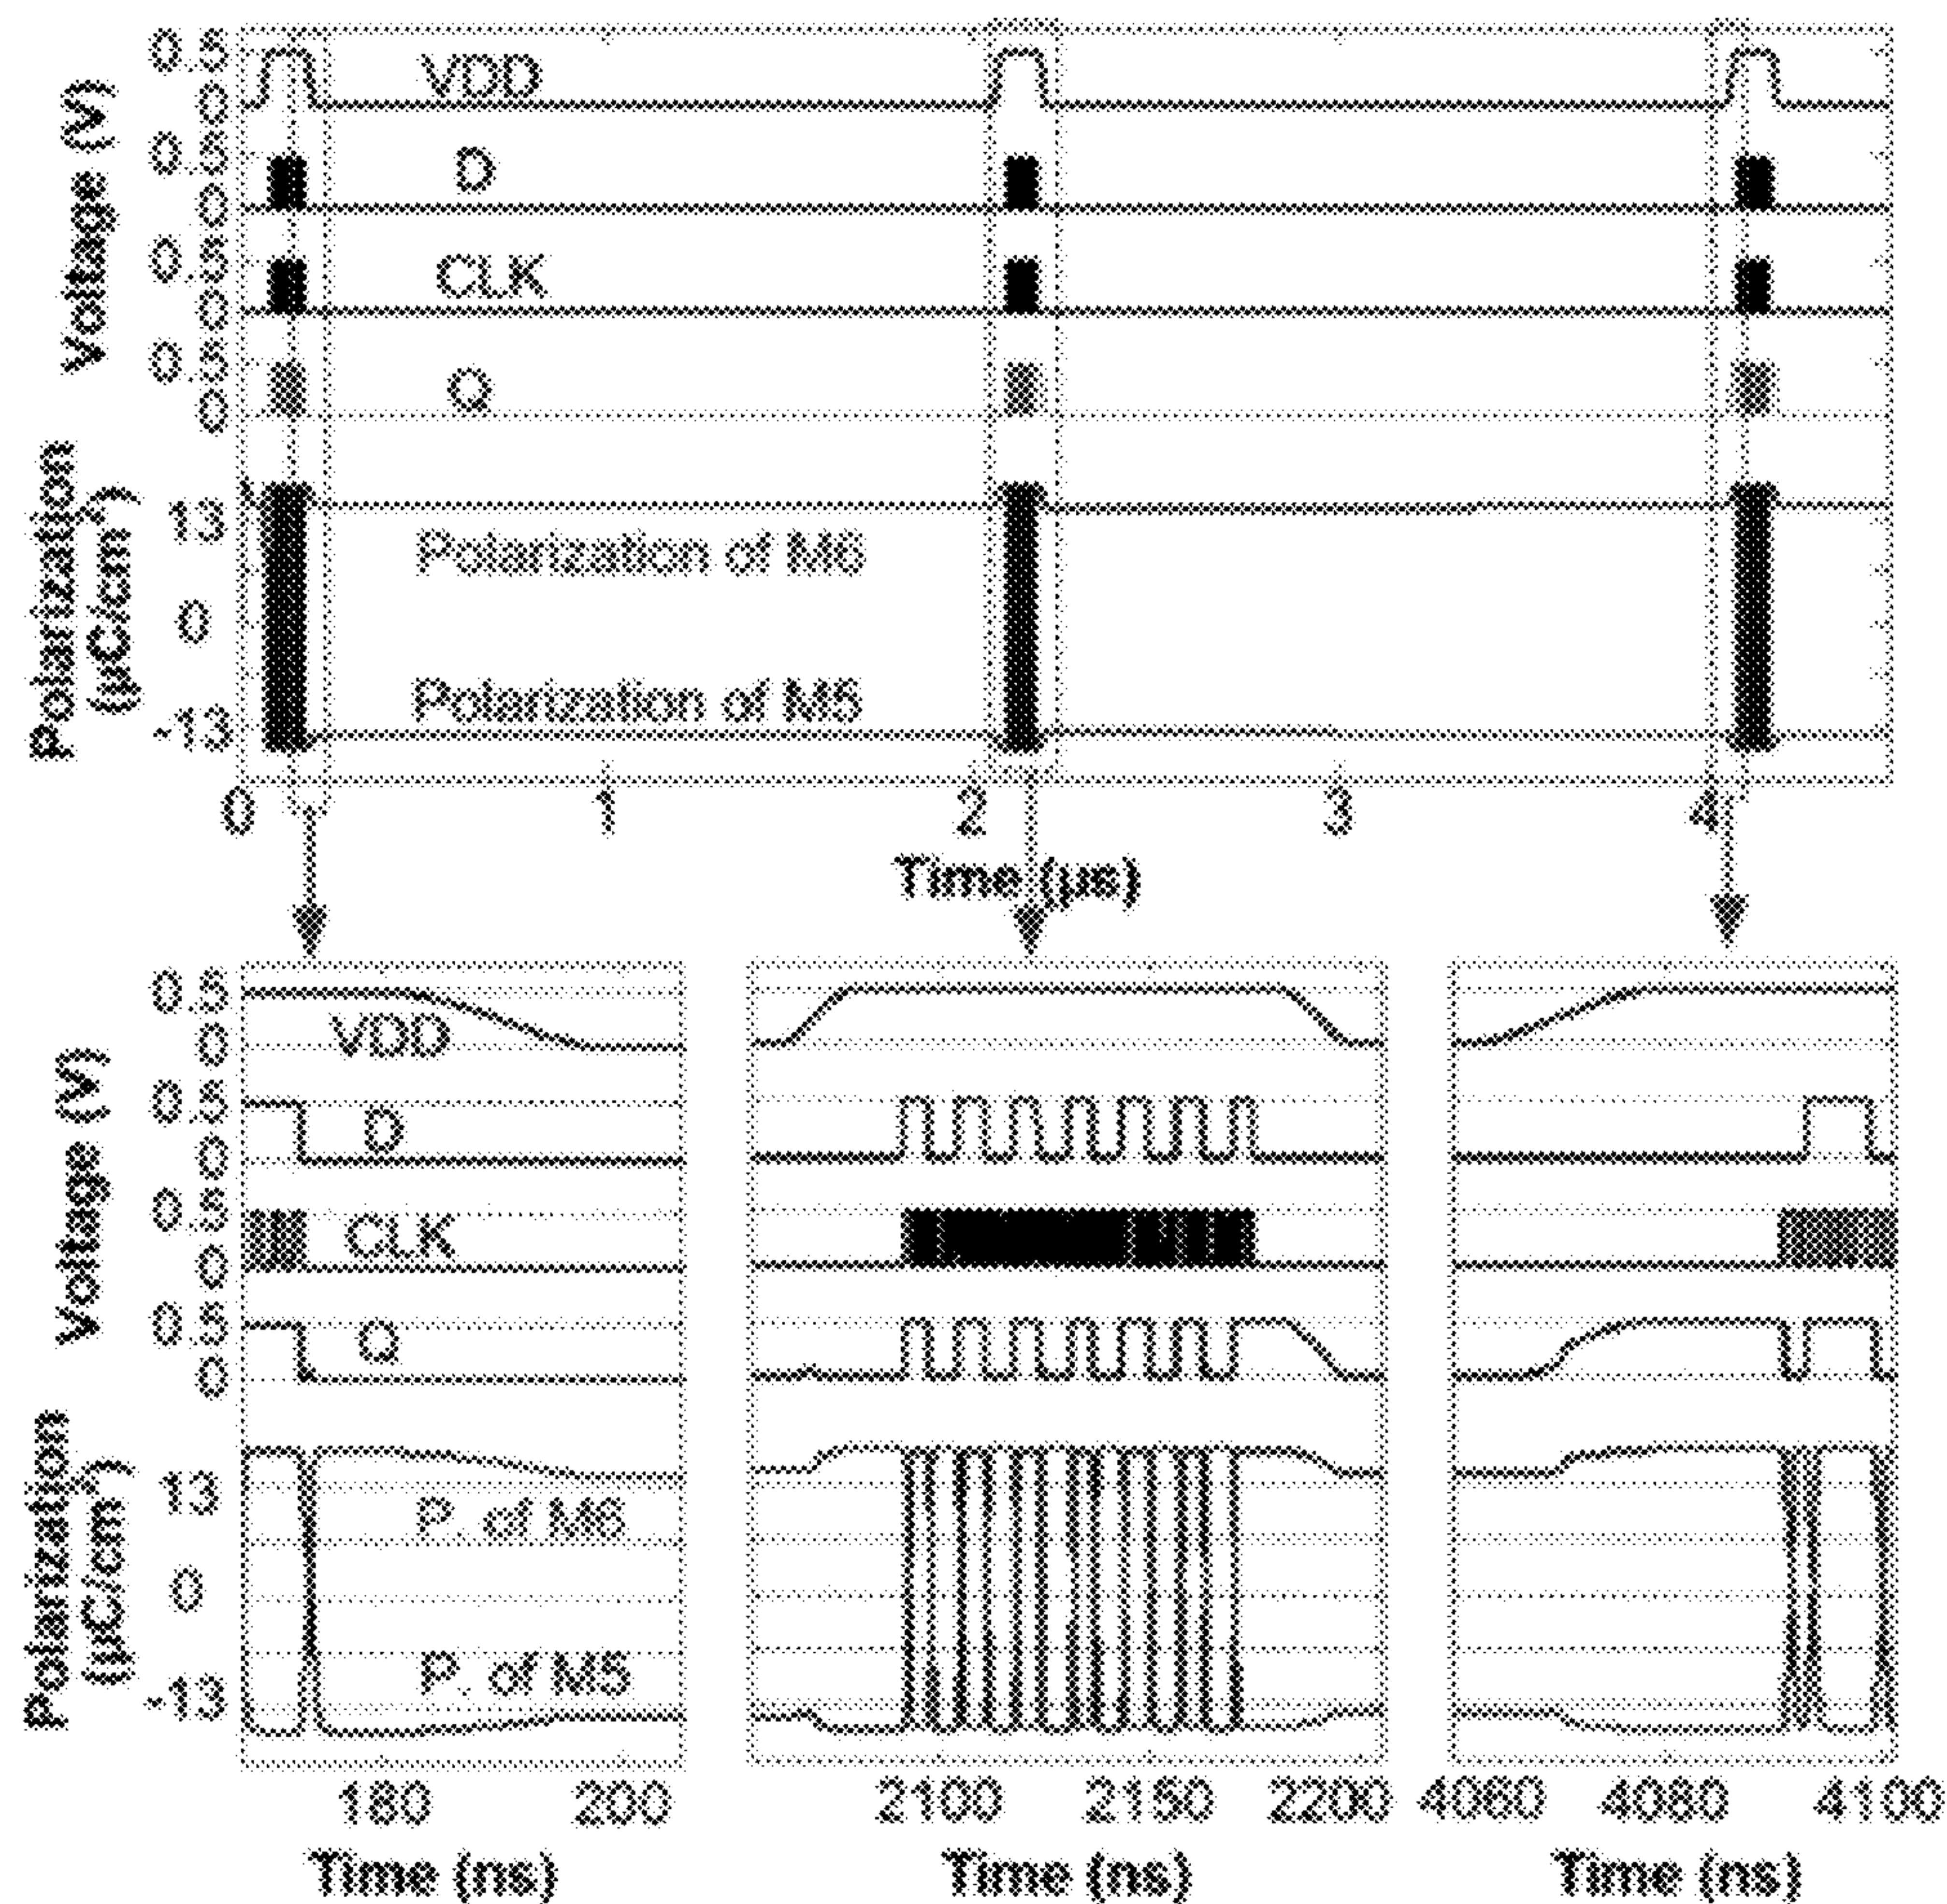 Voltage (V)
0.5
0
VDD
0.5
0
D
0.5
0
CLK
0.5
0
Q
Polarization
(μC/cm²)
13
0
-13
Polarization of M6
Polarization of M5
0 1 2 3 4
Time (μs)
Voltage (V)
0.5
0
VDD
0.5
0
D
0.5
0
CLK
0.5
0
Q
Polarization
(μC/cm²)
13
0
-13
P. of M6
P. of M5
180 200 2100 2150 2200 4060 4080 4100
Time (ns) Time (ns) Time (ns)